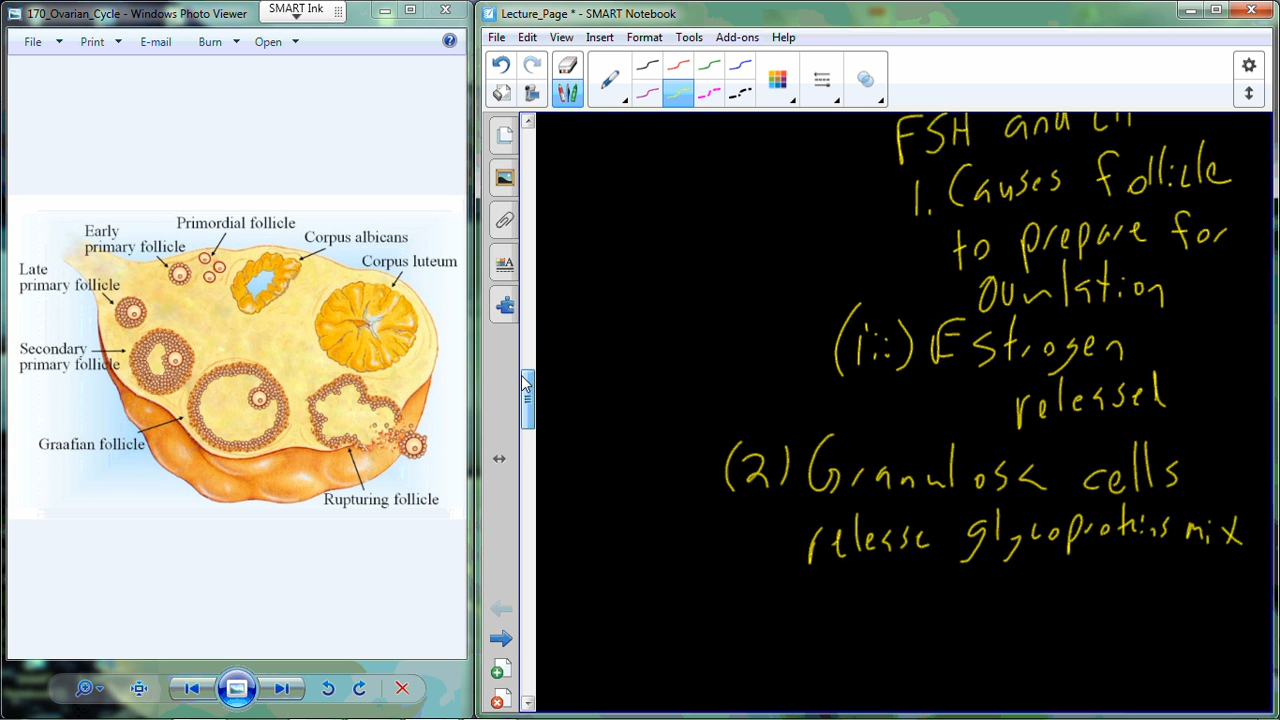 170_Ovarian_Cycle - Windows Photo Viewer
SMART Ink
File Print E-mail Burn Open
Primordial follicle
Early
primary follicle
Corpus albicans
Corpus luteum
Late
primary follicle
Secondary
primary follicle
Graafian follicle
Rupturing follicle
Lecture_Page * - SMART Notebook
File Edit View Insert Format Tools Add-ons Help
FSH and LH
1. Causes follicle
to prepare for
ovulation
(iii) Estrogen
released
(2) Granulosa cells
release glycoproteins mix